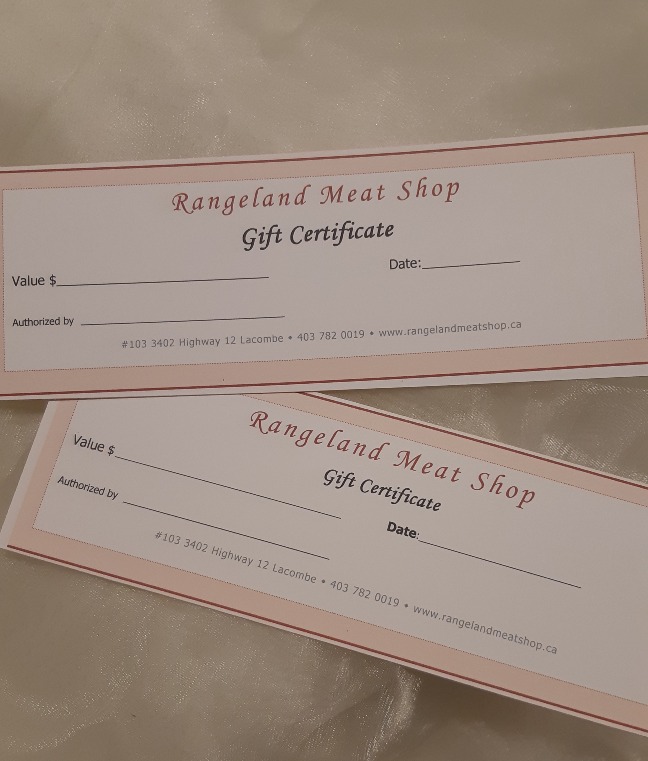 Rangeland Meat Shop
Gift Certificate
Value $
Date:
Authorized by
#103 3402 Highway 12 Lacombe • 403 782 0019 • www.rangelandmeatshop.ca
Rangeland Meat Shop
Gift Certificate
Value $
Date:
Authorized by
#103 3402 Highway 12 Lacombe • 403 782 0019 • www.rangelandmeatshop.ca